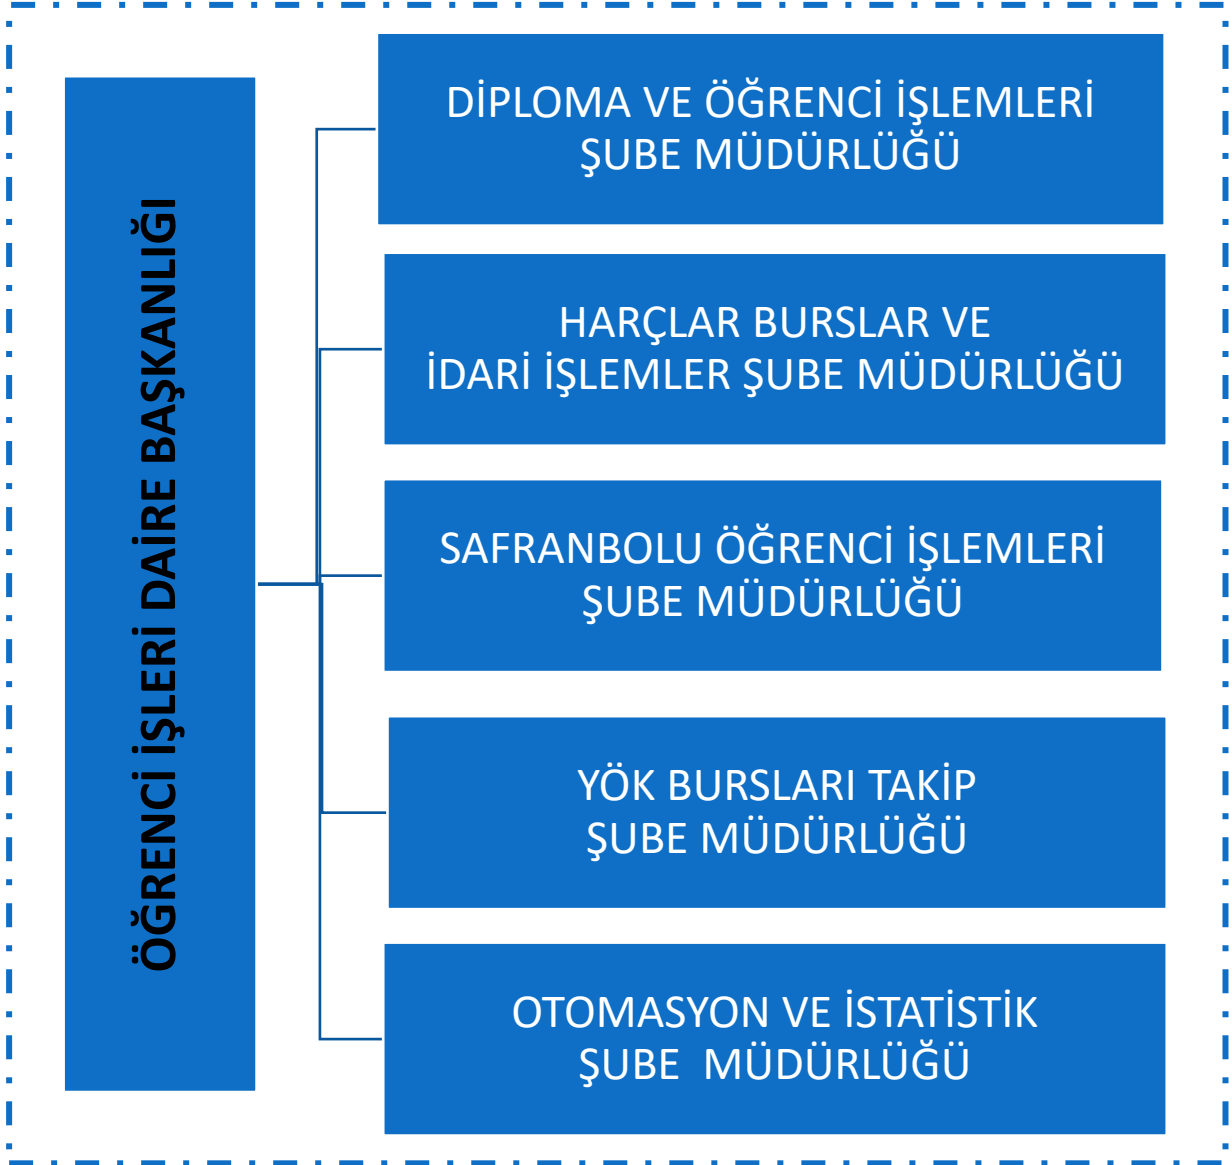 ÖĞRENCİ İŞLERİ DAİRE BAŞKANLIĞI
DİPLOMA VE ÖĞRENCİ İŞLEMLERİ
ŞUBE MÜDÜRLÜĞÜ
HARÇLAR BURSLAR VE
İDARİ İŞLEMLER ŞUBE MÜDÜRLÜĞÜ
SAFRANBOLU ÖĞRENCİ İŞLEMLERİ
ŞUBE MÜDÜRLÜĞÜ
YÖK BURSLARI TAKİP
ŞUBE MÜDÜRLÜĞÜ
OTOMASYON VE İSTATİSTİK
ŞUBE  MÜDÜRLÜĞÜ